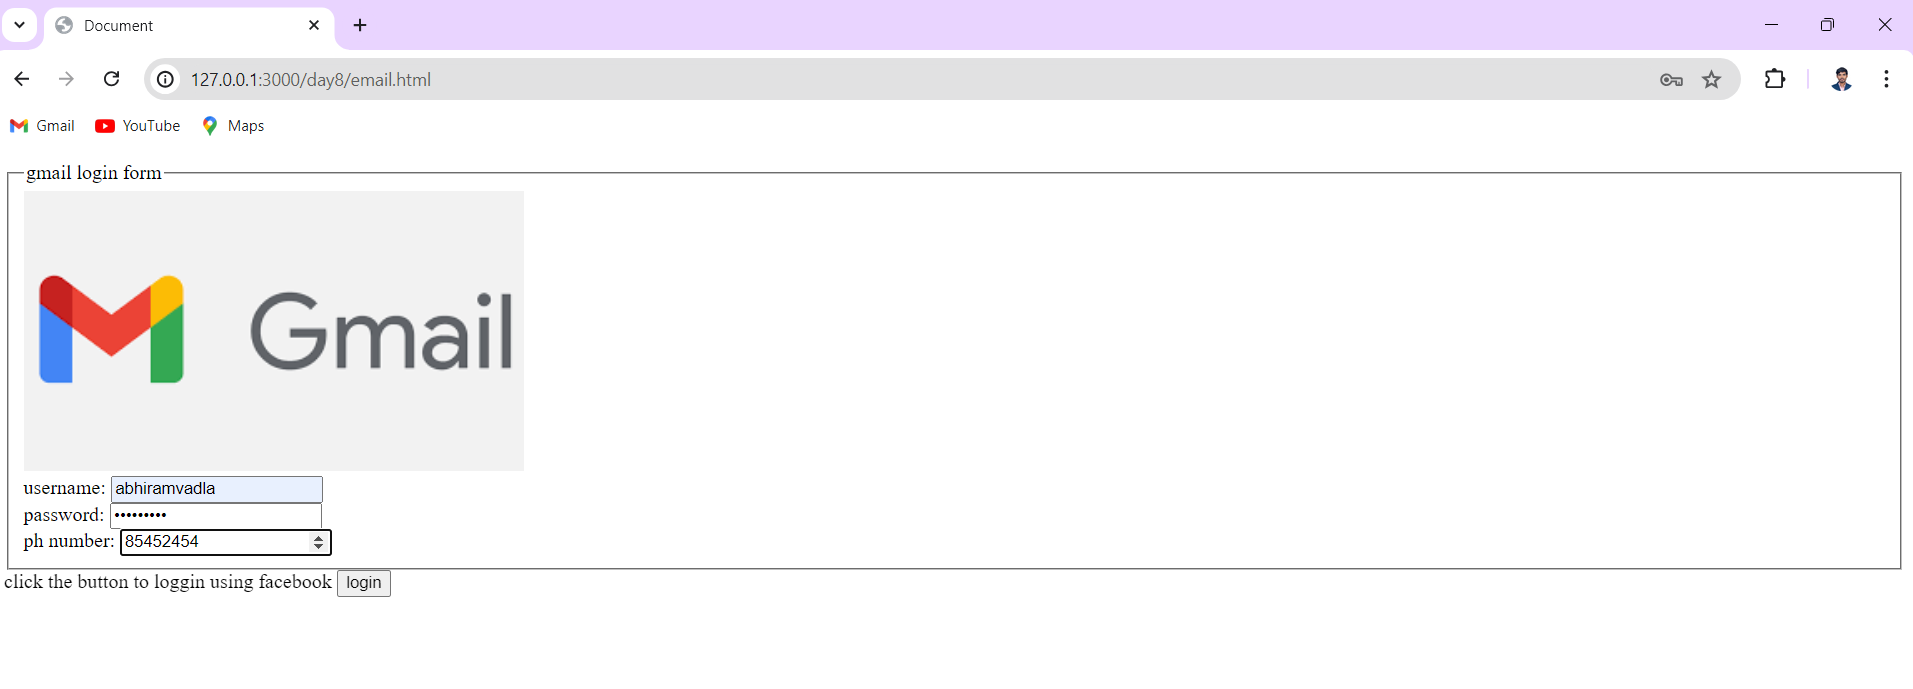 Document
127.0.0.1:3000/day8/email.html
Gmail YouTube Maps
gmail login form
Gmail
username: abhiramvadla
password: •••••••••
ph number: 85452454
click the button to loggin using facebook login